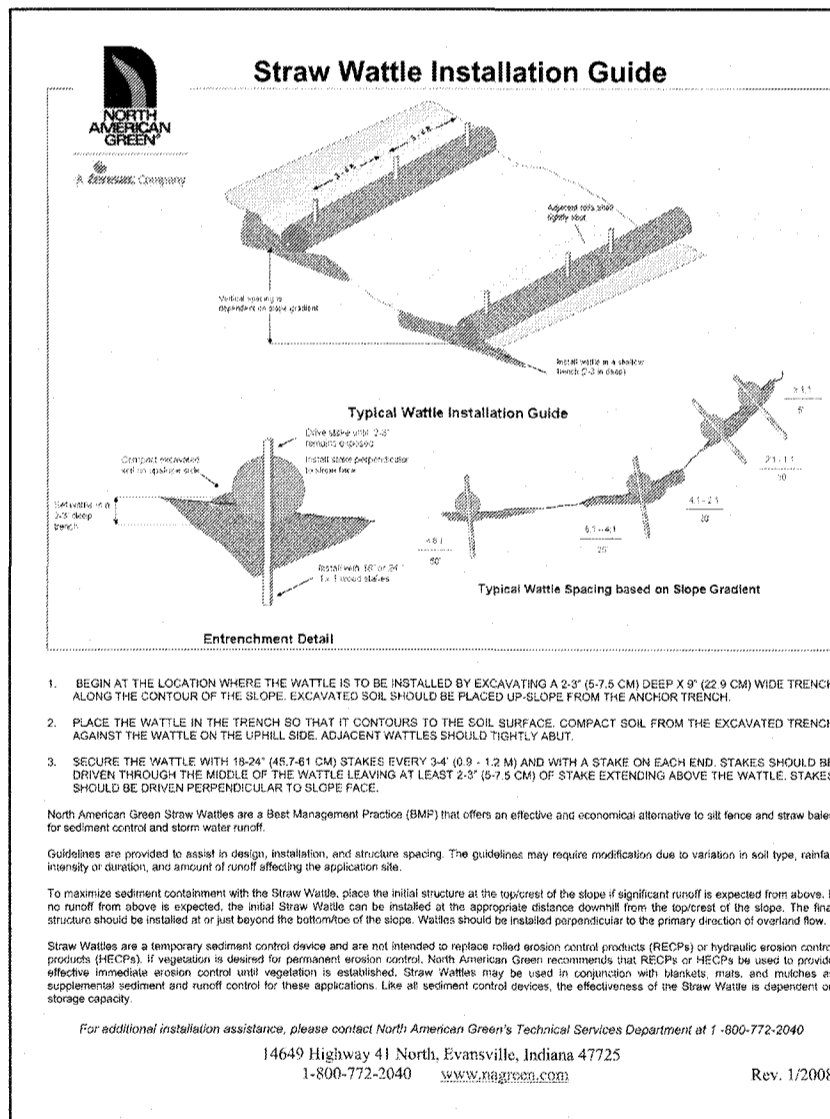 Straw Wattle Installation Guide
NORTH
AMERICAN
GREEN®
A Tensar Company
3-4 ft.
3-4 ft.
Adjacent rolls shall
tightly abut
Vertical spacing is
dependent on slope gradient
Install wattle in a shallow
trench (2-3 in deep)
Typical Wattle Installation Guide
Drive stake until 2-3"
remains exposed
Install stake perpendicular
to slope face
Compact excavated
soil on upslope side
Set wattles in a
2-3" deep
trench
Install with 18" or 24"
1 x 1 wood stakes
Entrenchment Detail
> 1:1
5'
2:1 - 1:1
10'
4:1 - 2:1
20'
8:1 - 4:1
25'
< 8:1
50'
Typical Wattle Spacing based on Slope Gradient
1. BEGIN AT THE LOCATION WHERE THE WATTLE IS TO BE INSTALLED BY EXCAVATING A 2-3" (5-7.5 CM) DEEP X 9" (22.9 CM) WIDE TRENCH
ALONG THE CONTOUR OF THE SLOPE. EXCAVATED SOIL SHOULD BE PLACED UP-SLOPE FROM THE ANCHOR TRENCH.
2. PLACE THE WATTLE IN THE TRENCH SO THAT IT CONTOURS TO THE SOIL SURFACE. COMPACT SOIL FROM THE EXCAVATED TRENCH
AGAINST THE WATTLE ON THE UPHILL SIDE. ADJACENT WATTLES SHOULD TIGHTLY ABUT.
3. SECURE THE WATTLE WITH 18-24" (45.7-61 CM) STAKES EVERY 3-4' (0.9 - 1.2 M) AND WITH A STAKE ON EACH END. STAKES SHOULD BE
DRIVEN THROUGH THE MIDDLE OF THE WATTLE LEAVING AT LEAST 2-3" (5-7.5 CM) OF STAKE EXTENDING ABOVE THE WATTLE. STAKES
SHOULD BE DRIVEN PERPENDICULAR TO SLOPE FACE.
North American Green Straw Wattles are a Best Management Practice (BMP) that offers an effective and economical alternative to silt fence and straw bales
for sediment control and storm water runoff.
Guidelines are provided to assist in design, installation, and structure spacing. The guidelines may require modification due to variation in soil type, rainfal
intensity or duration, and amount of runoff affecting the application site.
To maximize sediment containment with the Straw Wattle, place the initial structure at the top/crest of the slope if significant runoff is expected from above. I
no runoff from above is expected, the initial Straw Wattle can be installed at the appropriate distance downhill from the top/crest of the slope. The fina
structure should be installed at or just beyond the bottom/toe of the slope. Wattles should be installed perpendicular to the primary direction of overland flow.
Straw Wattles are a temporary sediment control device and are not intended to replace rolled erosion control products (RECPs) or hydraulic erosion contro
products (HECPs). If vegetation is desired for permanent erosion control, North American Green recommends that RECPs or HECPs be used to provide
effective immediate erosion control until vegetation is established. Straw Wattles may be used in conjunction with blankets, mats, and mulches as
supplemental sediment and runoff control for these applications. Like all sediment control devices, the effectiveness of the Straw Wattle is dependent on
storage capacity.
For additional installation assistance, please contact North American Green's Technical Services Department at 1 -800-772-2040
14649 Highway 41 North, Evansville, Indiana 47725
1-800-772-2040 www.nagreen.com Rev. 1/2008